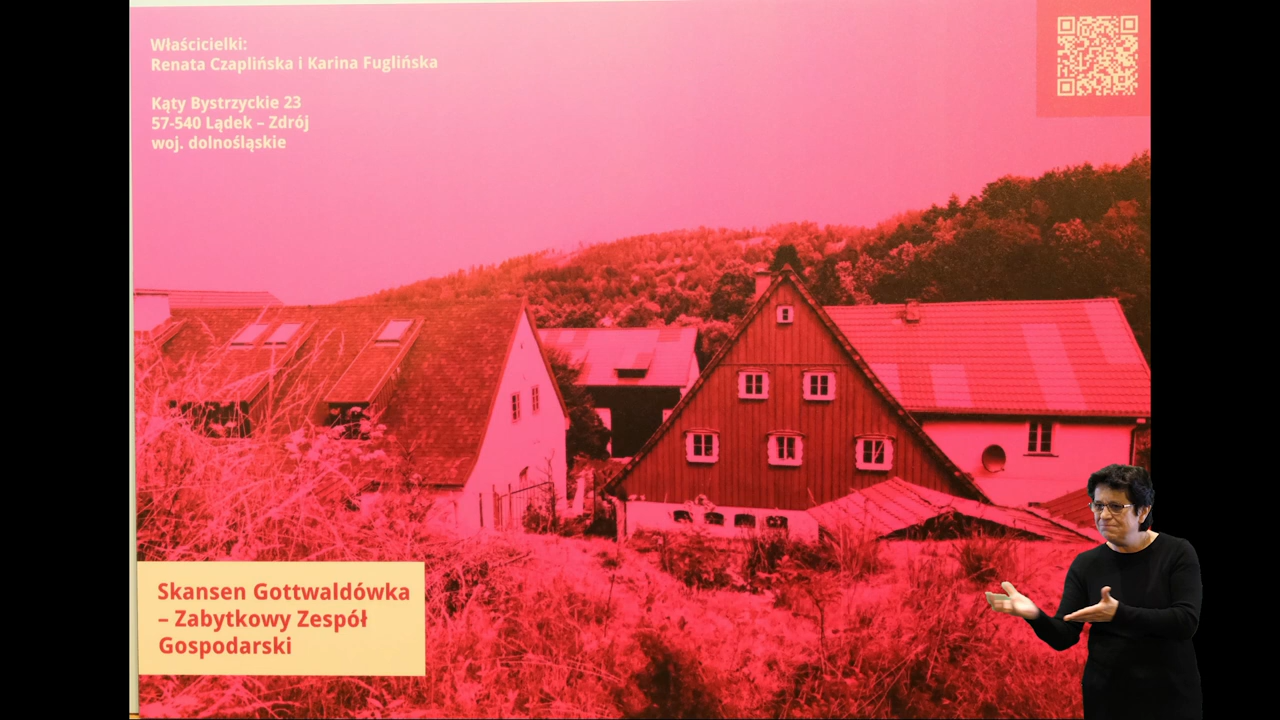 Właścicielki:
Renata Czaplińska i Karina Fuglińska
Kąty Bystrzyckie 23
57-540 Lądek – Zdrój
woj. dolnośląskie
Skansen Gottwaldówka
– Zabytkowy Zespół
Gospodarski